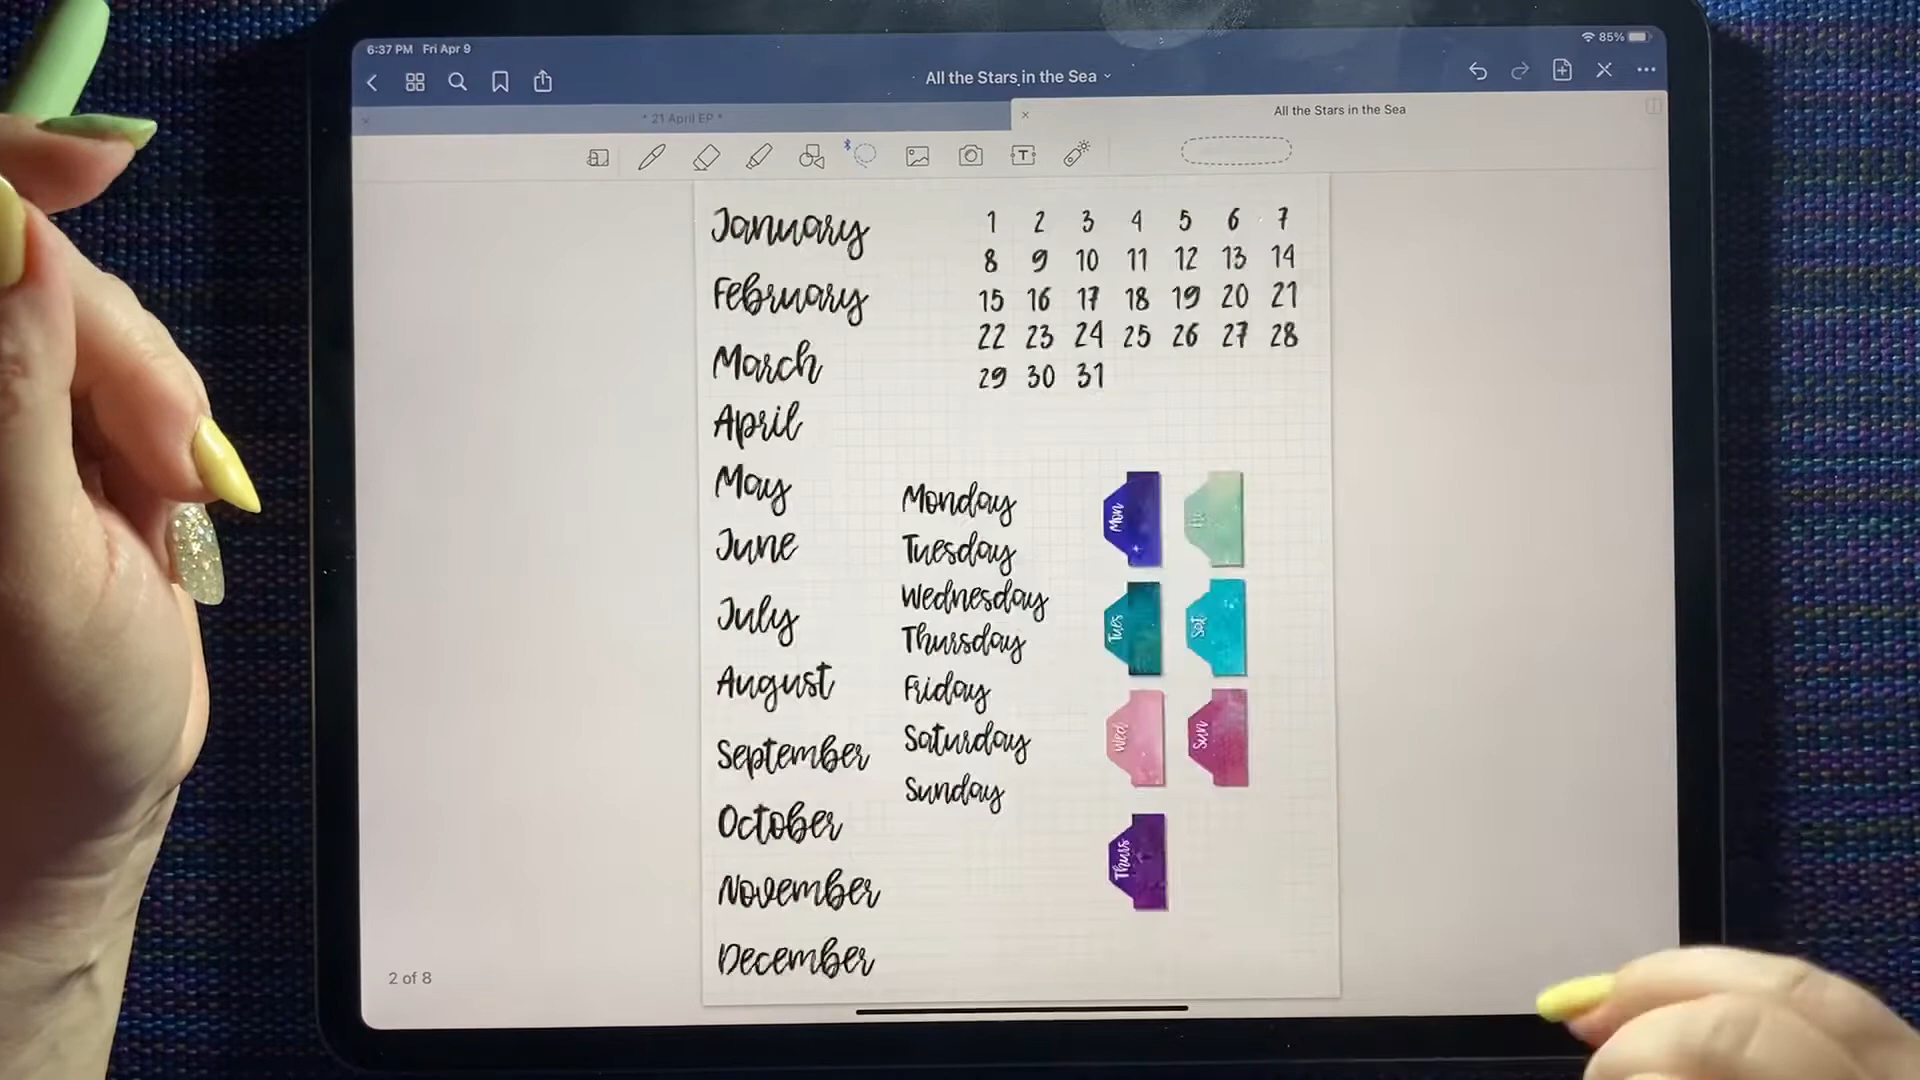 6:37 PM Fri Apr 9
85%
All the Stars in the Sea
* 21 April EP *
All the Stars in the Sea
T
January
February
March
April
May
June
July
August
September
October
November
December
1 2 3 4 5 6 7
8 9 10 11 12 13 14
15 16 17 18 19 20 21
22 23 24 25 26 27 28
29 30 31
Monday
Tuesday
Wednesday
Thursday
Friday
Saturday
Sunday
Mon
Tues
Sat
Wed
Sun
Thurs
2 of 8